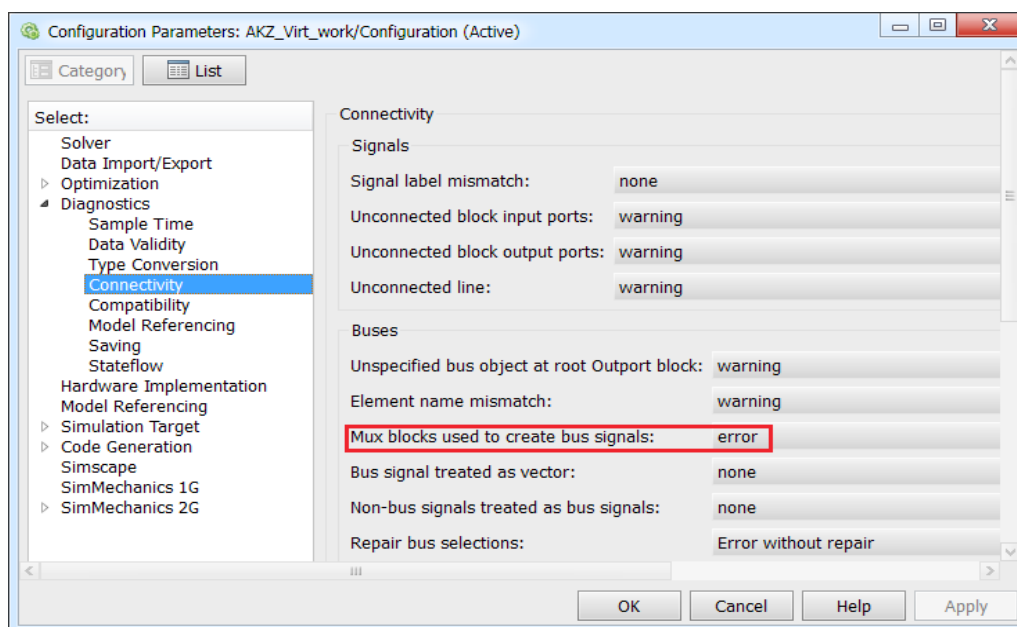 Configuration Parameters: AKZ_Virt_work/Configuration (Active)
Category
List
Select:
Solver
Data Import/Export
Optimization
Diagnostics
Sample Time
Data Validity
Type Conversion
Connectivity
Compatibility
Model Referencing
Saving
Stateflow
Hardware Implementation
Model Referencing
Simulation Target
Code Generation
Simscape
SimMechanics 1G
SimMechanics 2G
Connectivity
Signals
Signal label mismatch: none
Unconnected block input ports: warning
Unconnected block output ports: warning
Unconnected line: warning
Buses
Unspecified bus object at root Outport block: warning
Element name mismatch: warning
Mux blocks used to create bus signals: error
Bus signal treated as vector: none
Non-bus signals treated as bus signals: none
Repair bus selections: Error without repair
OK
Cancel
Help
Apply